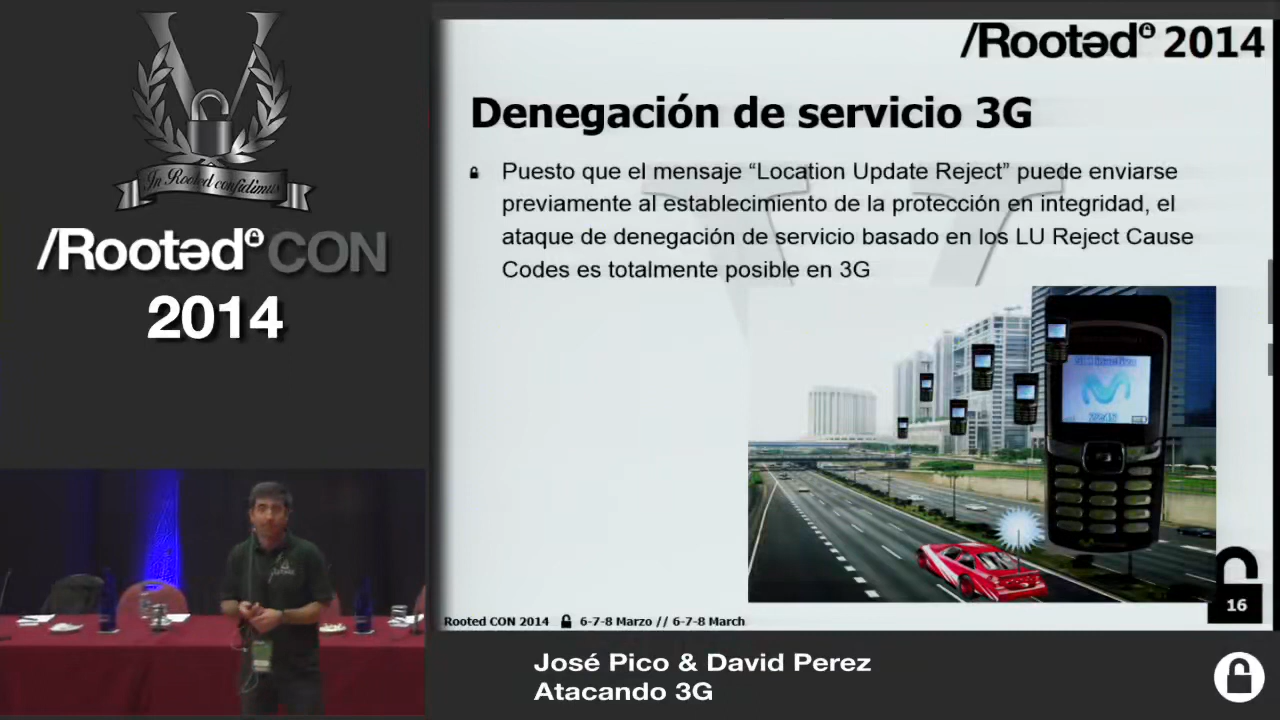 In Rooted confidimus
/Rootəd CON
2014
/Rootəd 2014
Denegación de servicio 3G
Puesto que el mensaje “Location Update Reject” puede enviarse
previamente al establecimiento de la protección en integridad, el
ataque de denegación de servicio basado en los LU Reject Cause
Codes es totalmente posible en 3G
16
Rooted CON 2014 6-7-8 Marzo // 6-7-8 March
José Pico & David Perez
Atacando 3G